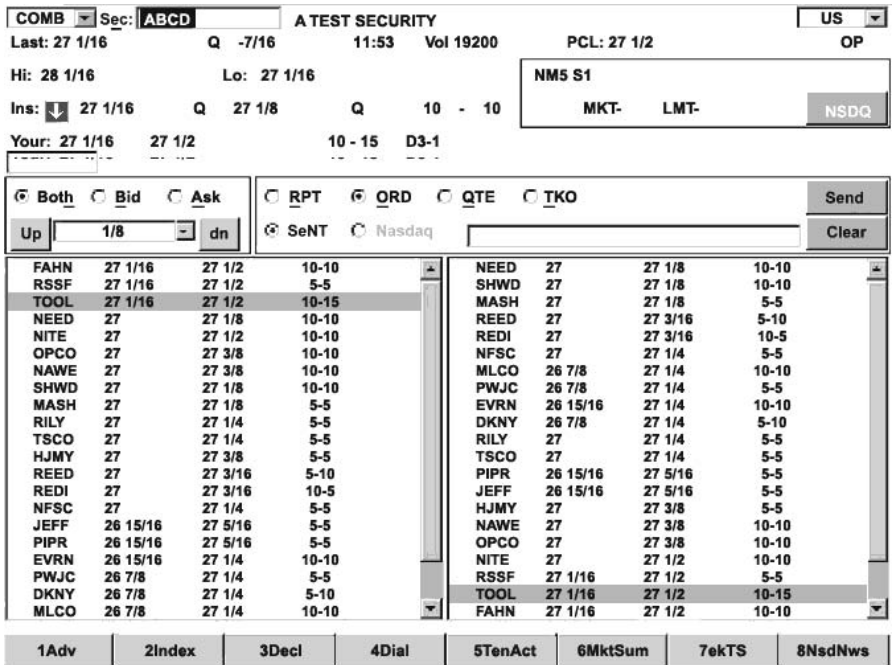 COMB Sec: ABCD A TEST SECURITY US
Last: 27 1/16 Q -7/16 11:53 Vol 19200 PCL: 27 1/2 OP
Hi: 28 1/16 Lo: 27 1/16 NM5 S1
Ins: 27 1/16 Q 27 1/8 Q 10 - 10 MKT- LMT- NSDQ
Your: 27 1/16 27 1/2 10 - 15 D3-1
Both Bid Ask RPT ORD QTE TKO Send
Up 1/8 dn SeNT Nasdaq Clear
FAHN 27 1/16 27 1/2 10-10
RSSF 27 1/16 27 1/2 5-5
TOOL 27 1/16 27 1/2 10-15
NEED 27 27 1/8 10-10
NITE 27 27 1/2 10-10
OPCO 27 27 3/8 10-10
NAWE 27 27 3/8 10-10
SHWD 27 27 1/8 10-10
MASH 27 27 1/8 5-5
RILY 27 27 1/4 5-5
TSCO 27 27 1/4 5-5
HJMY 27 27 3/8 5-5
REED 27 27 3/16 5-10
REDI 27 27 3/16 10-5
NFSC 27 27 1/4 5-5
JEFF 26 15/16 27 5/16 5-5
PIPR 26 15/16 27 5/16 5-5
EVRN 26 15/16 27 1/4 10-10
PWJC 26 7/8 27 1/4 5-5
DKNY 26 7/8 27 1/4 5-10
MLCO 26 7/8 27 1/4 10-10
NEED 27 27 1/8 10-10
SHWD 27 27 1/8 10-10
MASH 27 27 1/8 5-5
REED 27 27 3/16 5-10
REDI 27 27 3/16 10-5
NFSC 27 27 1/4 5-5
MLCO 26 7/8 27 1/4 10-10
PWJC 26 7/8 27 1/4 5-5
EVRN 26 15/16 27 1/4 10-10
DKNY 26 7/8 27 1/4 5-10
RILY 27 27 1/4 5-5
TSCO 27 27 1/4 5-5
PIPR 26 15/16 27 5/16 5-5
JEFF 26 15/16 27 5/16 5-5
HJMY 27 27 3/8 5-5
NAWE 27 27 3/8 10-10
OPCO 27 27 3/8 10-10
NITE 27 27 1/2 10-10
RSSF 27 1/16 27 1/2 5-5
TOOL 27 1/16 27 1/2 10-15
FAHN 27 1/16 27 1/2 10-10
1Adv 2Index 3Decl 4Dial 5TenAct 6MktSum 7ekTS 8NsdNws